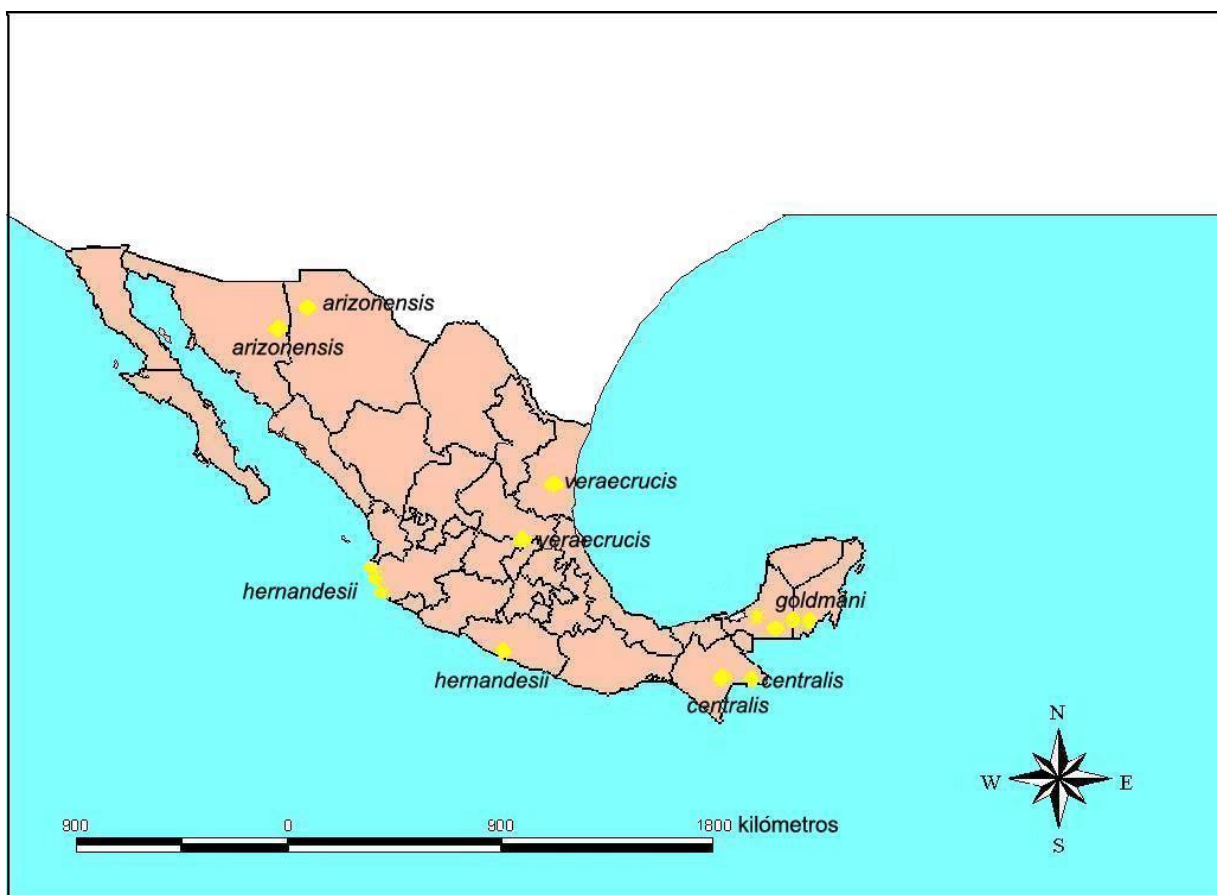 arizonensis
arizonensis
veraecrucis
veraecrucis
hernandesii
goldmani
hernandesii
centralis
centralis
N
W E
S
900 0 900 1800 kilómetros